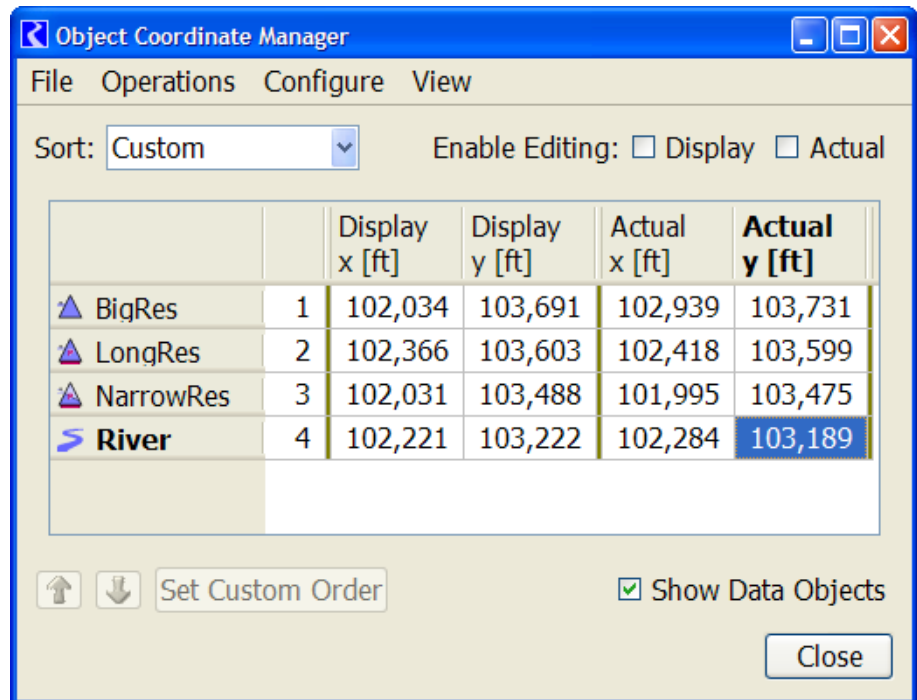 Object Coordinate Manager
File Operations Configure View
Sort: Custom Enable Editing: Display Actual
Display x [ft] Display y [ft] Actual x [ft] Actual y [ft]
BigRes 1 102,034 103,691 102,939 103,731
LongRes 2 102,366 103,603 102,418 103,599
NarrowRes 3 102,031 103,488 101,995 103,475
River 4 102,221 103,222 102,284 103,189
Set Custom Order Show Data Objects
Close